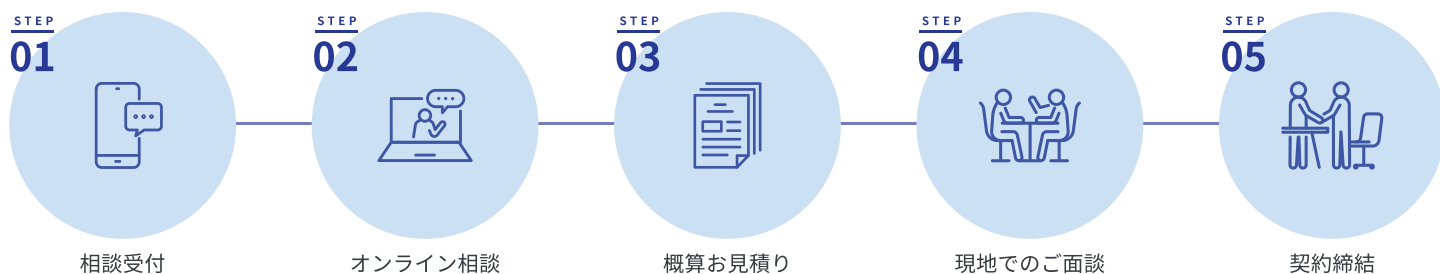 STEP
01
相談受付
STEP
02
オンライン相談
STEP
03
概算お見積り
STEP
04
現地でのご面談
STEP
05
契約締結